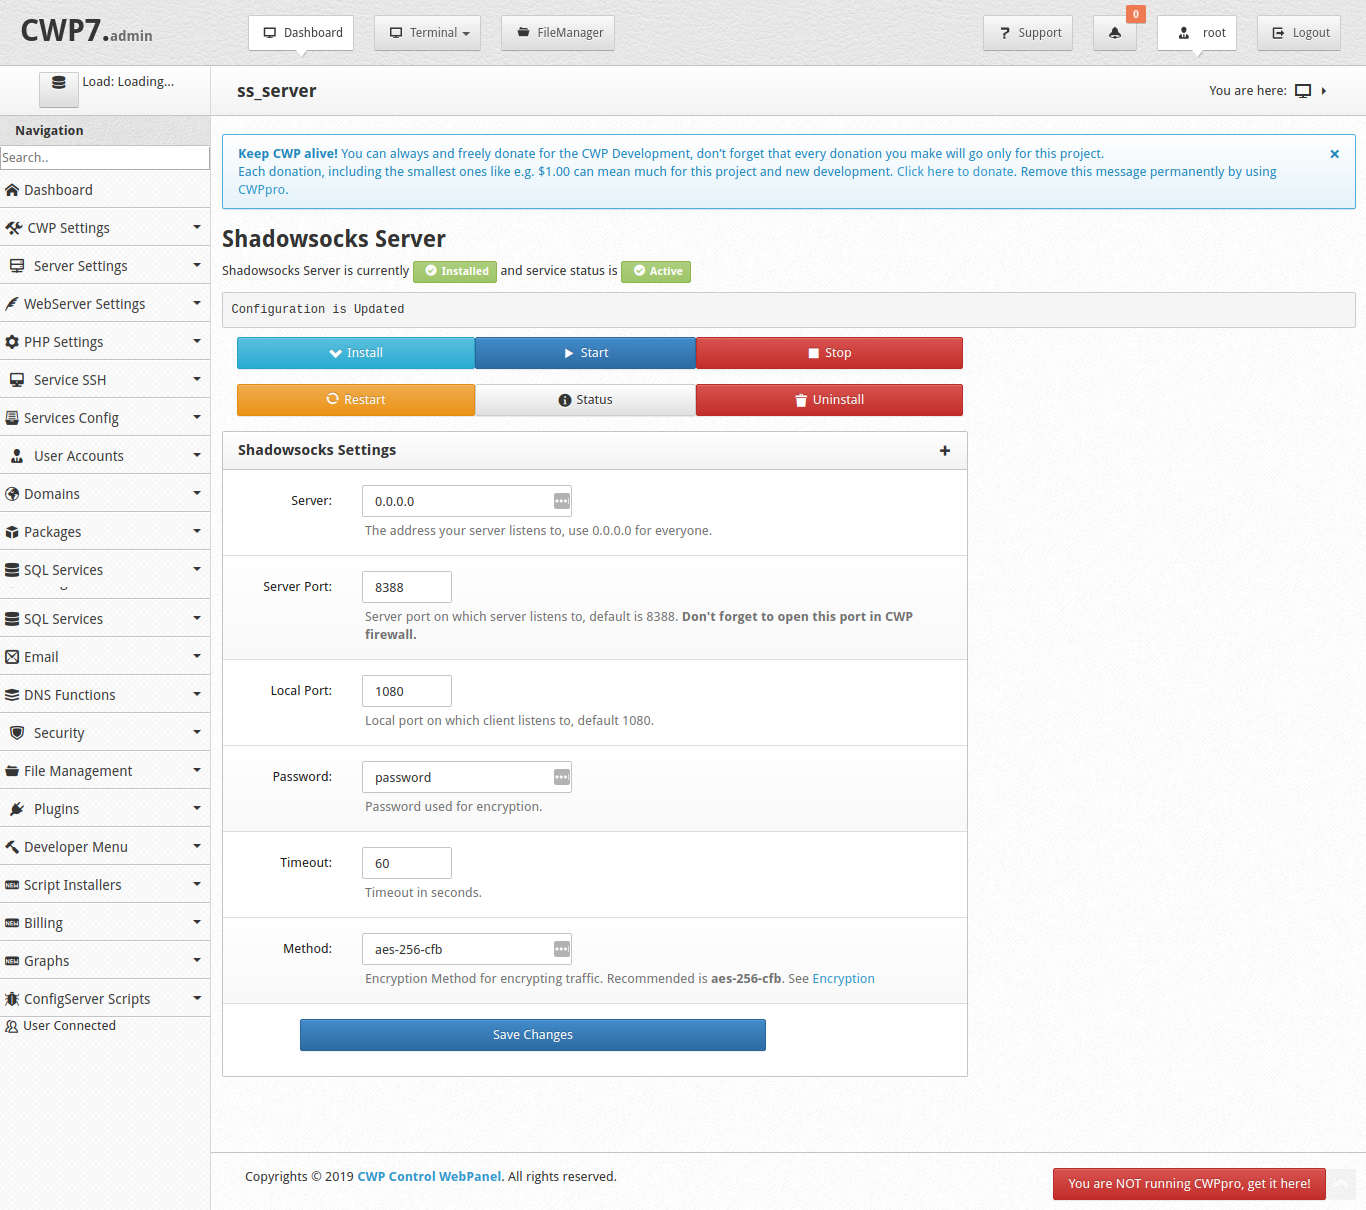 CWP7.admin
Dashboard
Terminal
FileManager
Support
0
root
Logout
Load: Loading...
ss_server
You are here:
Navigation
Search..
Dashboard
CWP Settings
Server Settings
WebServer Settings
PHP Settings
Service SSH
Services Config
User Accounts
Domains
Packages
SQL Services
SQL Services
Email
DNS Functions
Security
File Management
Plugins
Developer Menu
NEW Script Installers
NEW Billing
NEW Graphs
ConfigServer Scripts
User Connected
Keep CWP alive! You can always and freely donate for the CWP Development, don't forget that every donation you make will go only for this project.
Each donation, including the smallest ones like e.g. $1.00 can mean much for this project and new development. Click here to donate. Remove this message permanently by using
CWPpro.
Shadowsocks Server
Shadowsocks Server is currently Installed and service status is Active
Configuration is Updated
Install
Start
Stop
Restart
Status
Uninstall
Shadowsocks Settings
Server: 0.0.0.0
The address your server listens to, use 0.0.0.0 for everyone.
Server Port: 8388
Server port on which server listens to, default is 8388. Don't forget to open this port in CWP
firewall.
Local Port: 1080
Local port on which client listens to, default 1080.
Password: password
Password used for encryption.
Timeout: 60
Timeout in seconds.
Method: aes-256-cfb
Encryption Method for encrypting traffic. Recommended is aes-256-cfb. See Encryption
Save Changes
Copyrights © 2019 CWP Control WebPanel. All rights reserved.
You are NOT running CWPpro, get it here!